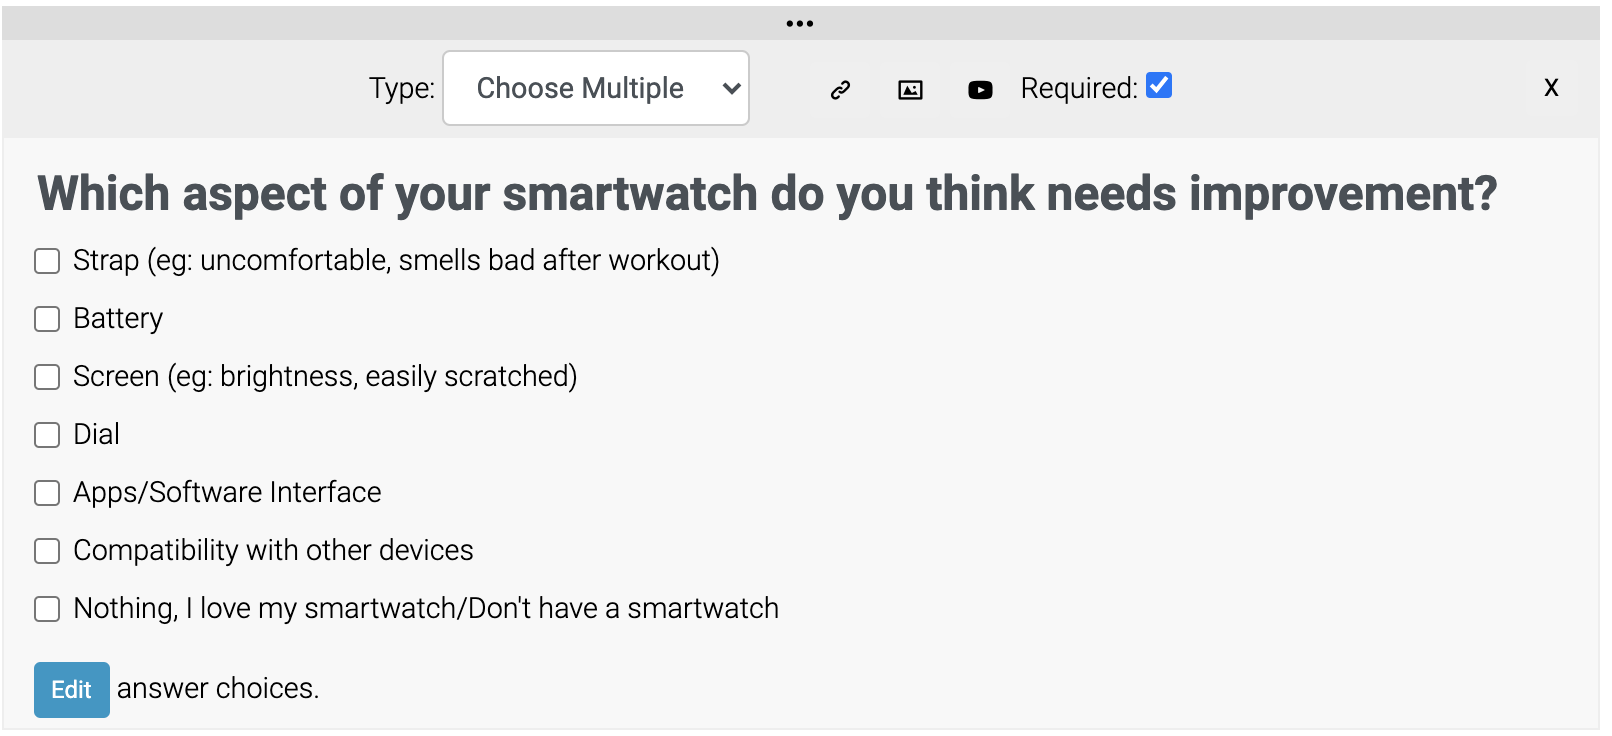 •••
Type: Choose Multiple Required: X
Which aspect of your smartwatch do you think needs improvement?
Strap (eg: uncomfortable, smells bad after workout)
Battery
Screen (eg: brightness, easily scratched)
Dial
Apps/Software Interface
Compatibility with other devices
Nothing, I love my smartwatch/Don't have a smartwatch
Edit answer choices.